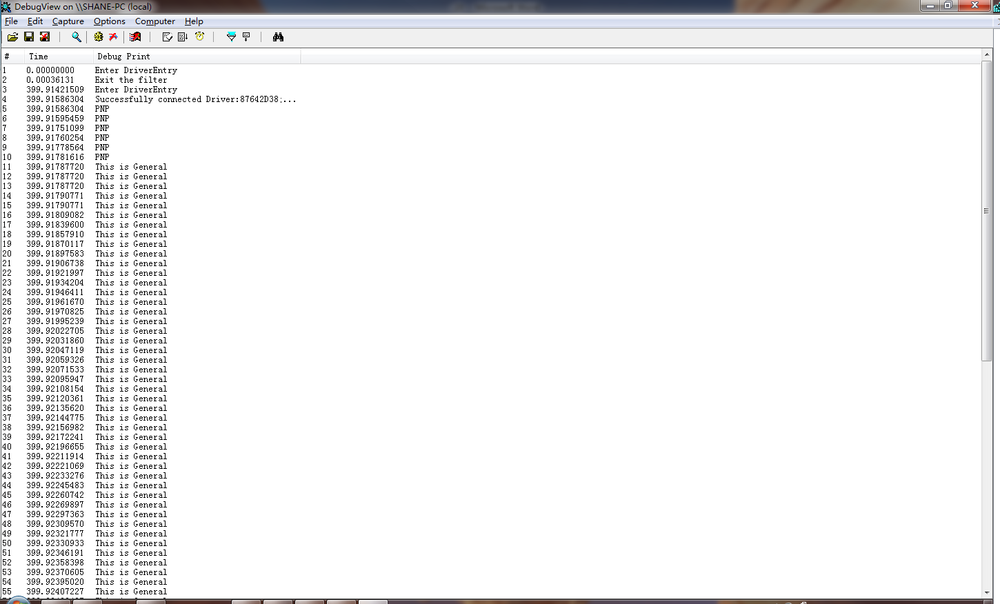 DebugView on \\SHANE-PC (local)
File Edit Capture Options Computer Help
# Time Debug Print
1 0.00000000 Enter DriverEntry
2 0.00036131 Exit the filter
3 399.91421509 Enter DriverEntry
4 399.91586304 Successfully connected Driver:87642D38;...
5 399.91586304 PNP
6 399.91595459 PNP
7 399.91751099 PNP
8 399.91760254 PNP
9 399.91778564 PNP
10 399.91781616 PNP
11 399.91787720 This is General
12 399.91787720 This is General
13 399.91787720 This is General
14 399.91790771 This is General
15 399.91790771 This is General
16 399.91809082 This is General
17 399.91839600 This is General
18 399.91857910 This is General
19 399.91870117 This is General
20 399.91897583 This is General
21 399.91906738 This is General
22 399.91921997 This is General
23 399.91934204 This is General
24 399.91946411 This is General
25 399.91961670 This is General
26 399.91970825 This is General
27 399.91995239 This is General
28 399.92022705 This is General
29 399.92031860 This is General
30 399.92047119 This is General
31 399.92059326 This is General
32 399.92071533 This is General
33 399.92095947 This is General
34 399.92108154 This is General
35 399.92120361 This is General
36 399.92135620 This is General
37 399.92144775 This is General
38 399.92156982 This is General
39 399.92172241 This is General
40 399.92196655 This is General
41 399.92211914 This is General
42 399.92221069 This is General
43 399.92233276 This is General
44 399.92245483 This is General
45 399.92260742 This is General
46 399.92269897 This is General
47 399.92297363 This is General
48 399.92309570 This is General
49 399.92321777 This is General
50 399.92330933 This is General
51 399.92346191 This is General
52 399.92358398 This is General
53 399.92370605 This is General
54 399.92395020 This is General
55 399.92407227 This is General